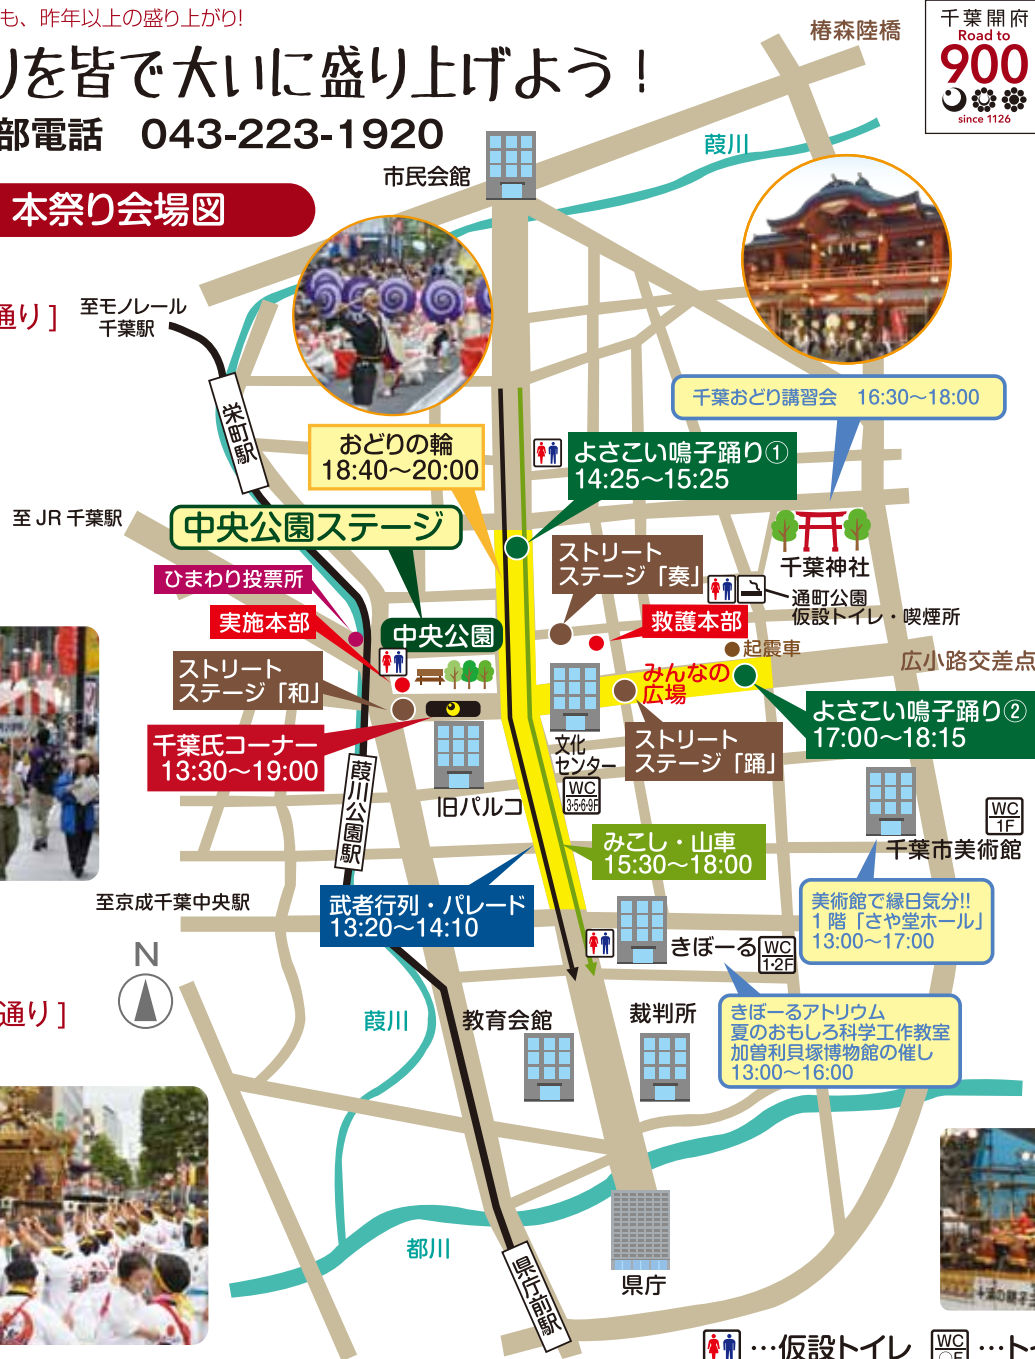 も、昨年以上の盛り上がり!
りを皆で大いに盛り上げよう！
部電話　043-223-1920
千葉開府
Road to
900
since 1126
椿森陸橋
葭川
市民会館
本祭り会場図
通り］
至モノレール
千葉駅
栄町駅
千葉おどり講習会　16:30〜18:00
おどりの輪
18:40〜20:00
よさこい鳴子踊り①
14:25〜15:25
至JR千葉駅
中央公園ステージ
ひまわり投票所
実施本部
中央公園
ストリート
ステージ「奏」
千葉神社
通町公園
仮設トイレ・喫煙所
救護本部
起震車
広小路交差点
みんなの
広場
ストリート
ステージ「和」
よさこい鳴子踊り②
17:00〜18:15
千葉氏コーナー
13:30〜19:00
ストリート
ステージ「踊」
文化
センター
WC
3・5・6・9F
旧パルコ
葭川公園駅
WC
1F
千葉市美術館
みこし・山車
15:30〜18:00
至京成千葉中央駅
武者行列・パレード
13:20〜14:10
美術館で縁日気分!!
1階「さや堂ホール」
13:00〜17:00
きぼーる
WC
1・2F
N
通り］
葭川
教育会館
裁判所
きぼーるアトリウム
夏のおもしろ科学工作教室
加曽利貝塚博物館の催し
13:00〜16:00
都川
県庁前駅
県庁
…仮設トイレ
WC
○F
…ト